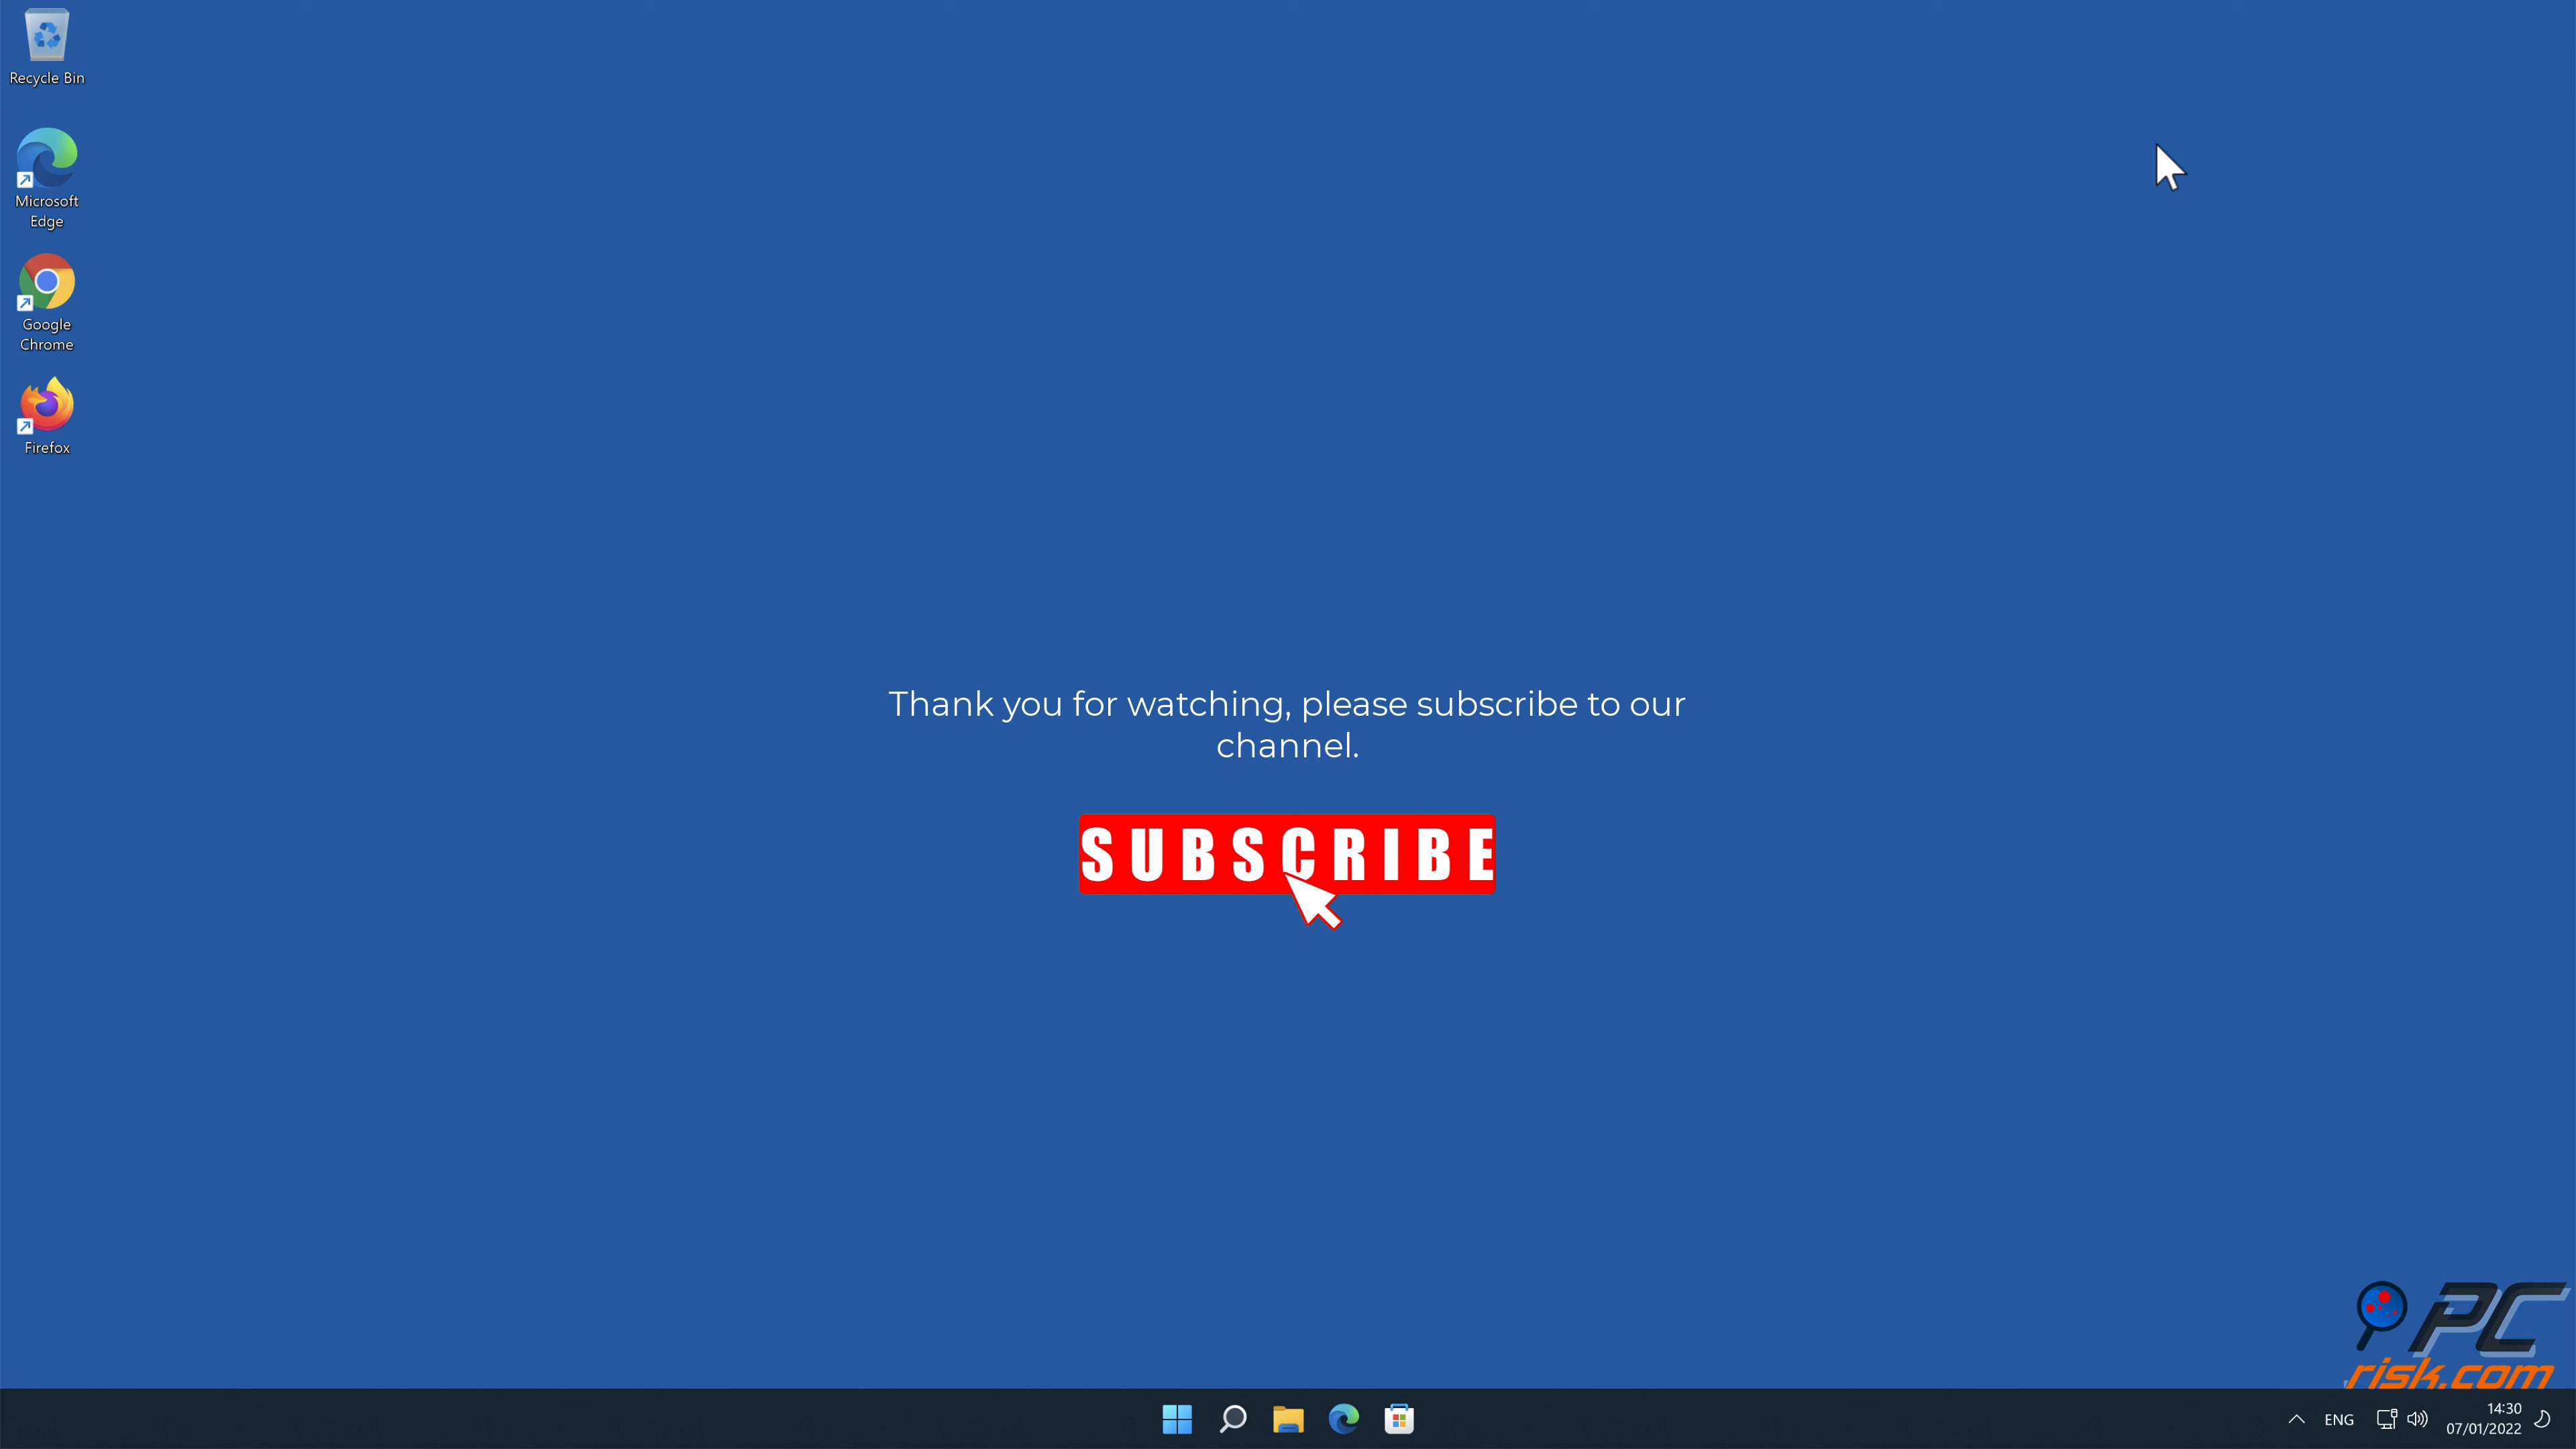 Recycle Bin
Microsoft
Edge
Google
Chrome
Firefox
Thank you for watching, please subscribe to our
channel.
SUBSCRIBE
PC
risk.com
ENG
14:30
07/01/2022